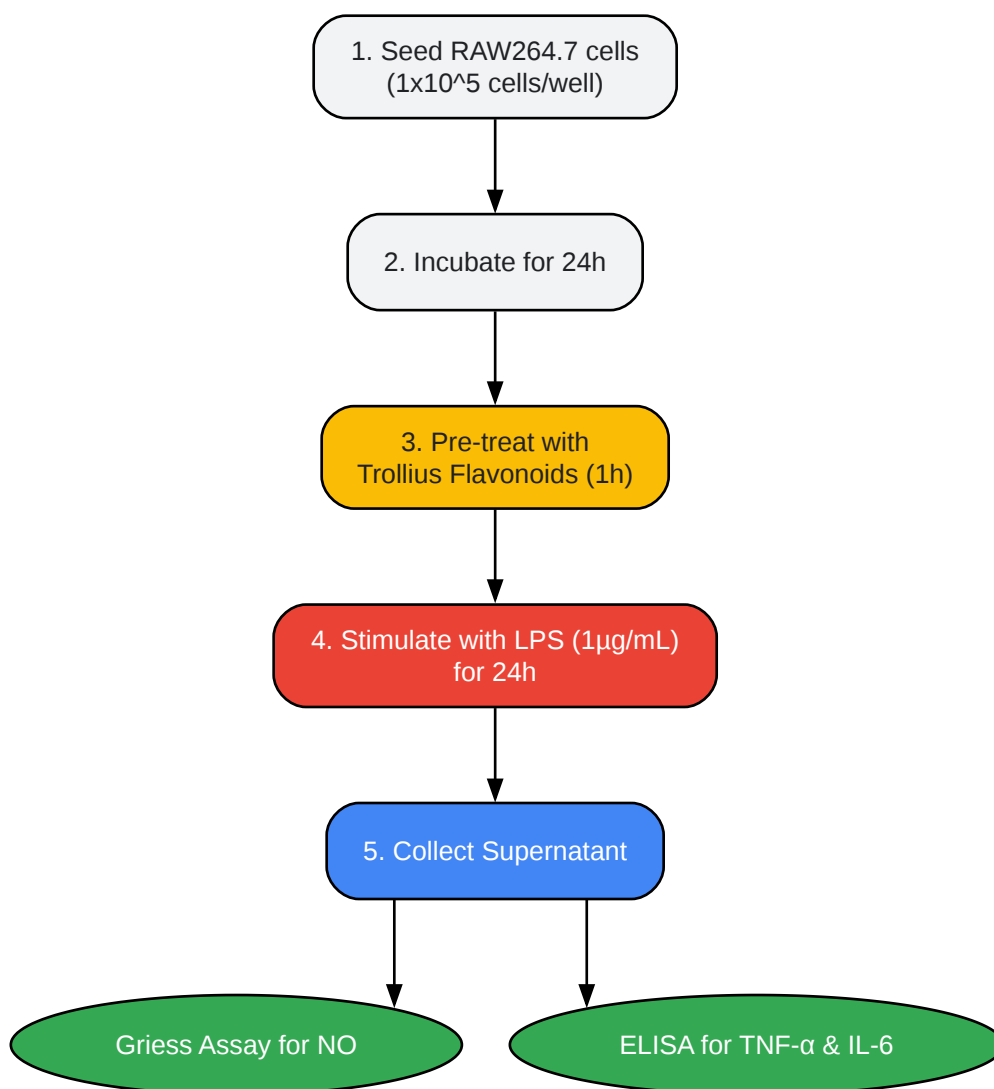 1. Seed RAW264.7 cells
(1x10^5 cells/well)
2. Incubate for 24h
3. Pre-treat with
Trollius Flavonoids (1h)
4. Stimulate with LPS (1µg/mL)
for 24h
5. Collect Supernatant
Griess Assay for NO
ELISA for TNF-α & IL-6